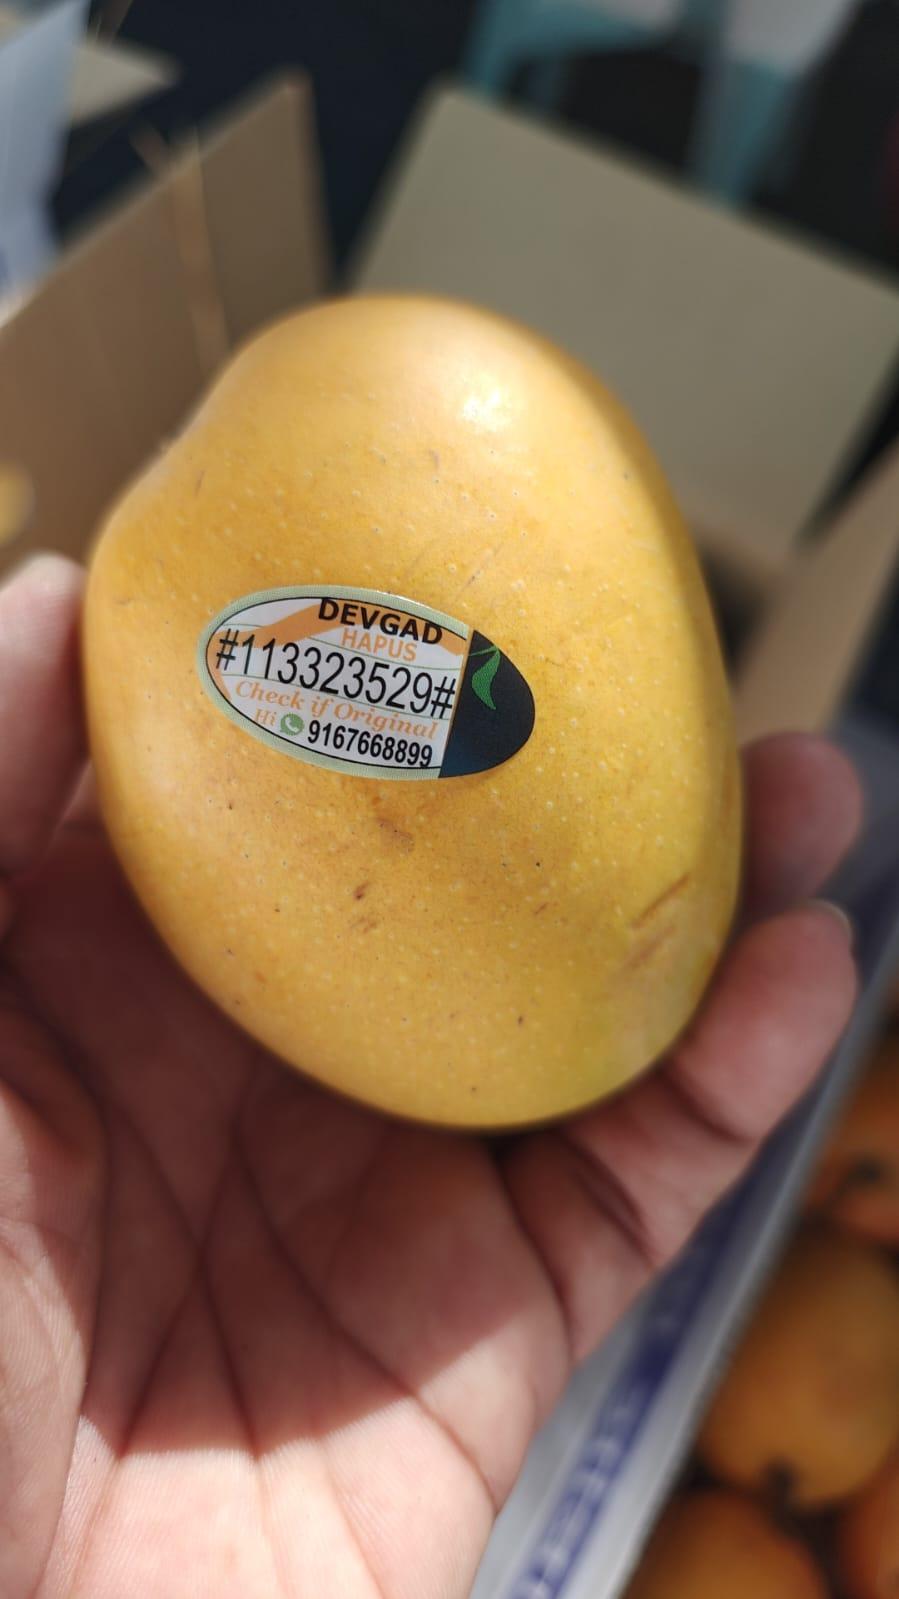 DEVGAD
HAPUS
#113323529#
Check if Original
Hi 9167668899